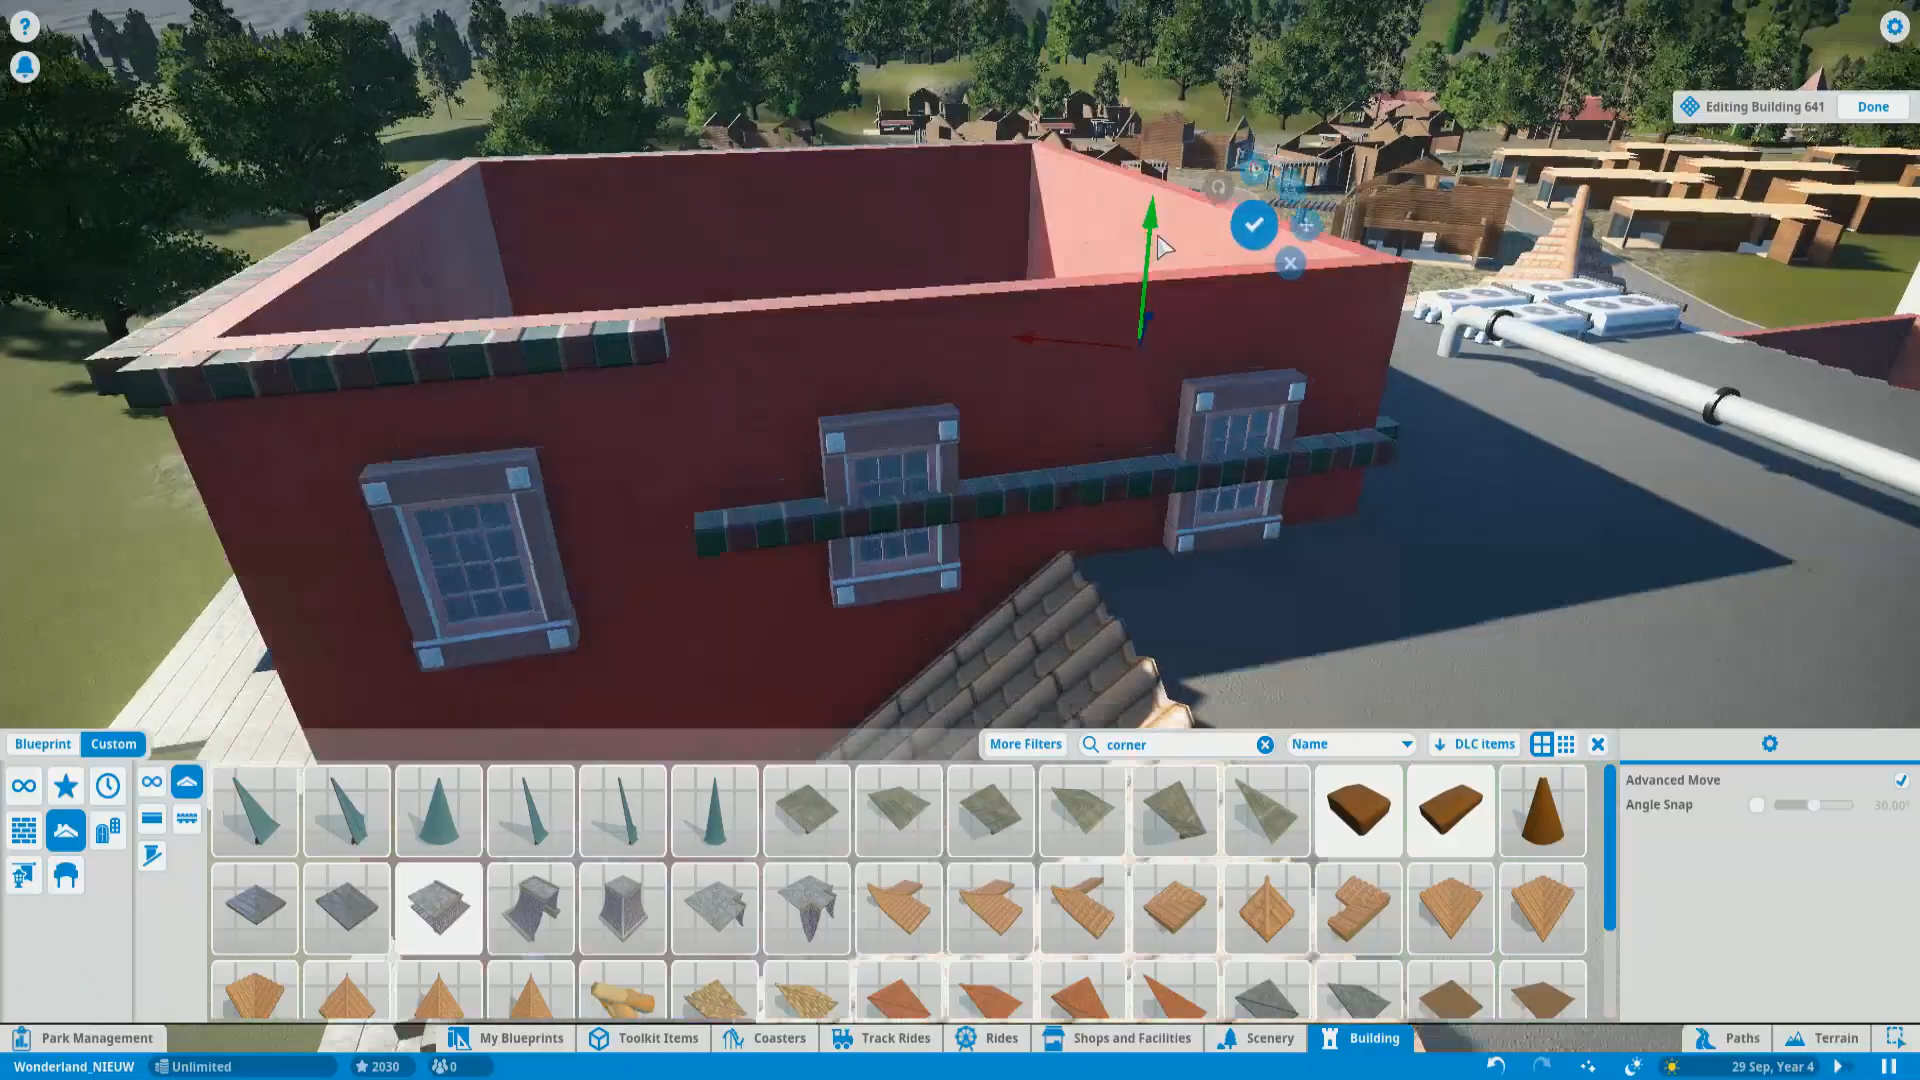 ?
Editing Building 641 Done
Blueprint Custom
More Filters corner Name DLC items
Advanced Move
Angle Snap 30.00°
Park Management My Blueprints Toolkit Items Coasters Track Rides Rides Shops and Facilities Scenery Building Paths Terrain
Wonderland_NIEUW Unlimited 2030 0 29 Sep, Year 4